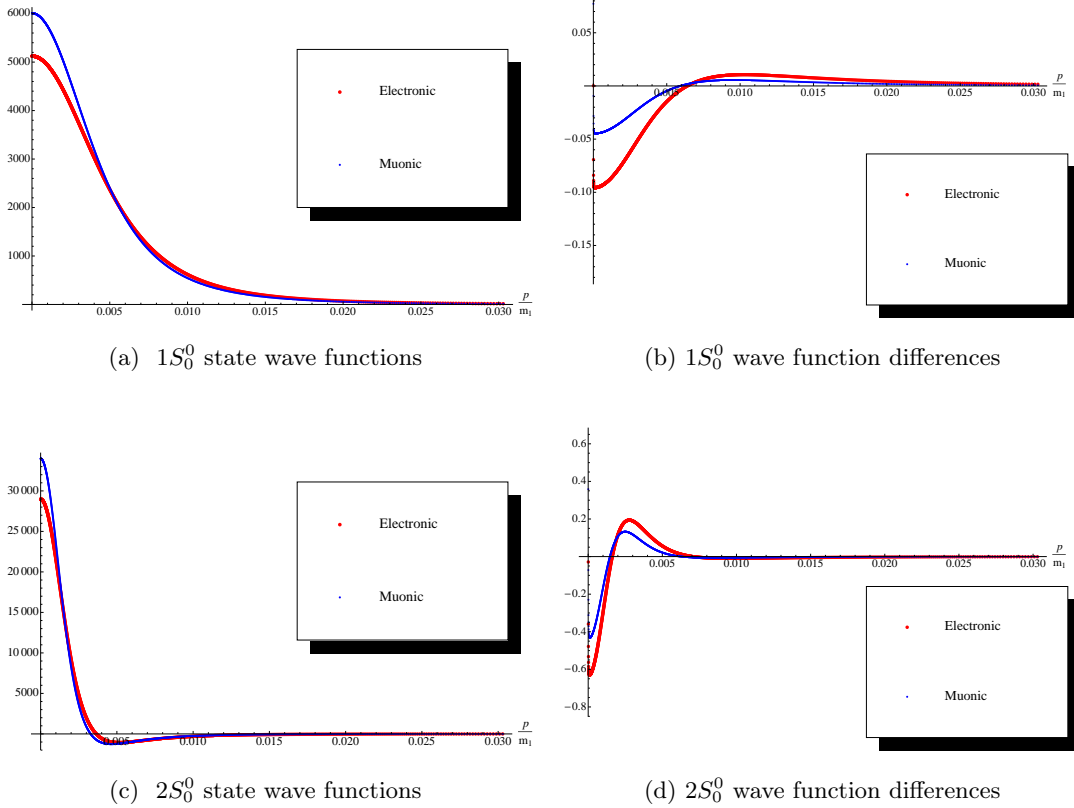 6000
5000
4000
3000
2000
1000
0.005
0.010
0.015
0.020
0.025
0.030
p
m₁
Electronic
Muonic
(a) 1S₀⁰ state wave functions
0.05
−0.05
−0.10
−0.15
0.005
0.010
0.015
0.020
0.025
0.030
p
m₁
Electronic
Muonic
(b) 1S₀⁰ wave function differences
30 000
25 000
20 000
15 000
10 000
5000
0.005
0.010
0.015
0.020
0.025
0.030
p
m₁
Electronic
Muonic
(c) 2S₀⁰ state wave functions
0.6
0.4
0.2
−0.2
−0.4
−0.6
−0.8
0.005
0.010
0.015
0.020
0.025
0.030
p
m₁
Electronic
Muonic
(d) 2S₀⁰ wave function differences